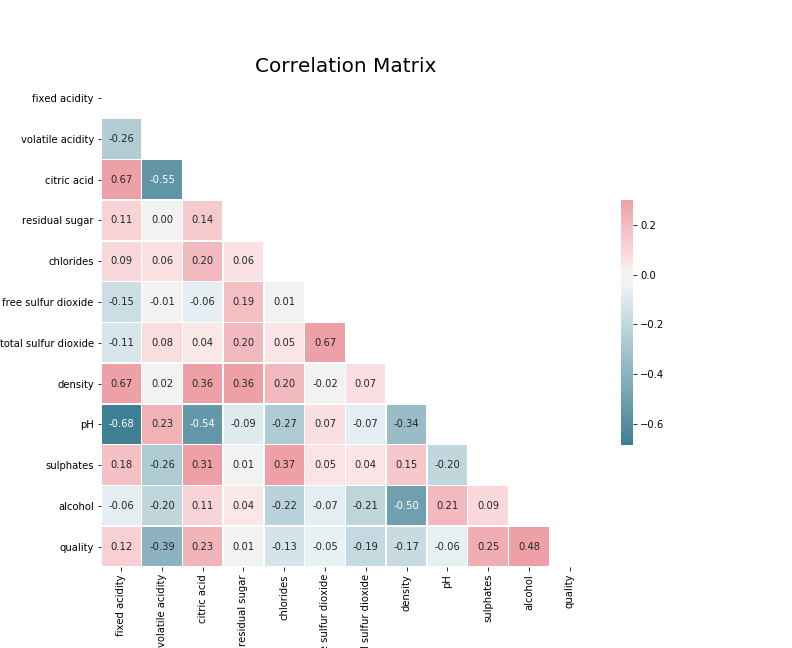 Correlation Matrix
fixed acidity
volatile acidity -0.26
citric acid 0.67 -0.55
residual sugar 0.11 0.00 0.14
chlorides 0.09 0.06 0.20 0.06
free sulfur dioxide -0.15 -0.01 -0.06 0.19 0.01
total sulfur dioxide -0.11 0.08 0.04 0.20 0.05 0.67
density 0.67 0.02 0.36 0.36 0.20 -0.02 0.07
pH -0.68 0.23 -0.54 -0.09 -0.27 0.07 -0.07 -0.34
sulphates 0.18 -0.26 0.31 0.01 0.37 0.05 0.04 0.15 -0.20
alcohol -0.06 -0.20 0.11 0.04 -0.22 -0.07 -0.21 -0.50 0.21 0.09
quality 0.12 -0.39 0.23 0.01 -0.13 -0.05 -0.19 -0.17 -0.06 0.25 0.48
fixed acidity
volatile acidity
citric acid
residual sugar
chlorides
sulfur dioxide
sulfur dioxide
density
pH
sulphates
alcohol
quality
0.2
0.0
−0.2
−0.4
−0.6